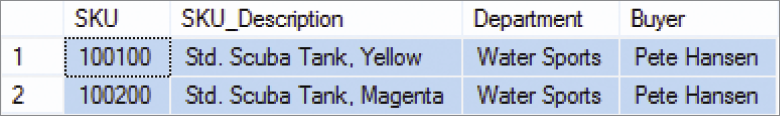 SKU SKU_Description Department Buyer
1 100100 Std. Scuba Tank, Yellow Water Sports Pete Hansen
2 100200 Std. Scuba Tank, Magenta Water Sports Pete Hansen